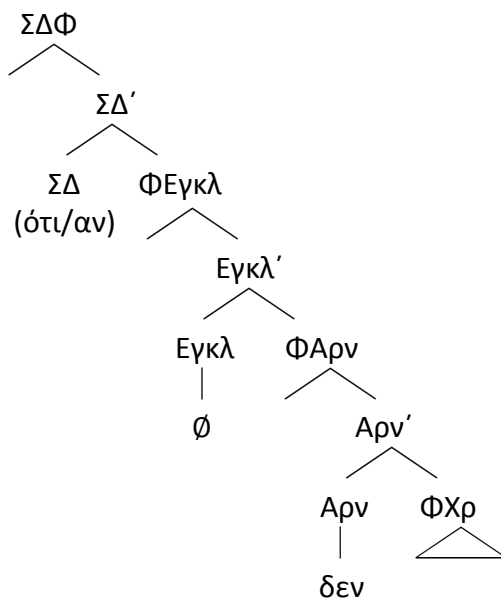 ΣΔΦ
ΣΔ΄
ΣΔ ΦΕγκλ
(ότι/αν)
Εγκλ΄
Εγκλ ΦΑρν
Ø
Αρν΄
Αρν ΦΧρ
δεν